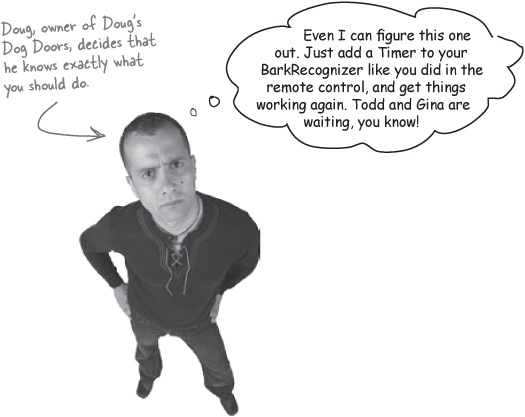 Doug, owner of Doug's
Dog Doors, decides that
he knows exactly what
you should do.
Even I can figure this one
out. Just add a Timer to your
BarkRecognizer like you did in the
remote control, and get things
working again. Todd and Gina are
waiting, you know!